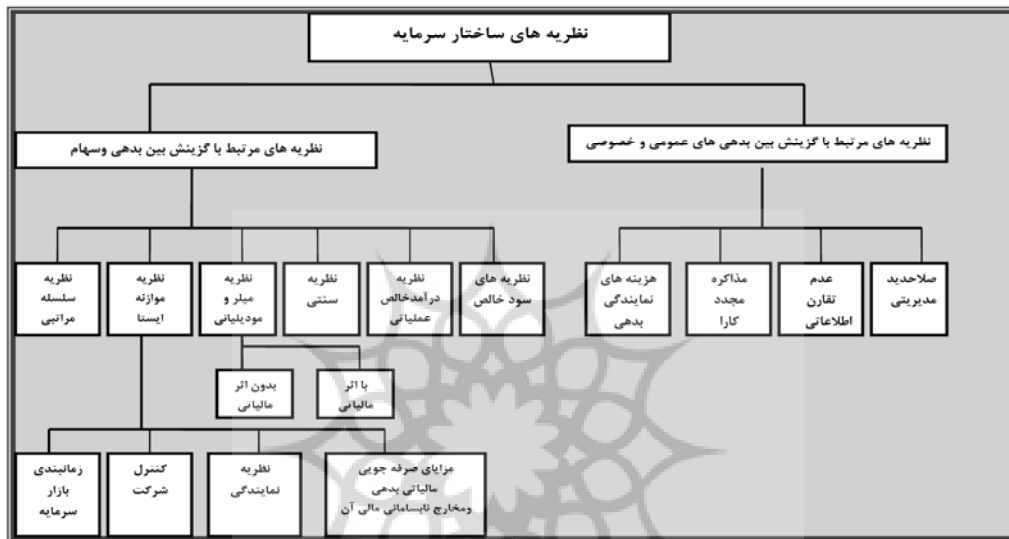 نظریه های ساختار سرمایه
نظریه های مرتبط با گزینش بین بدهی های عمومی و خصوصی
نظریه های مرتبط با گزینش بین بدهی وسهام
صلاحدید
مدیریتی
عدم
تقارن
اطلاعاتی
مذاکره
مجدد
کارا
هزینه های
نمایندگی
بدهی
نظریه های
سود خالص
نظریه
درآمدخالص
عملیاتی
نظریه
سنتی
نظریه
میلر و
مودیلیانی
نظریه
موازنه
ایستا
نظریه
سلسله
مراتبی
با اثر
مالیاتی
بدون اثر
مالیاتی
مزایای صرفه جویی
مالیاتی بدهی
ومخارج نابسامانی مالی آن
نظریه
نمایندگی
کنترل
شرکت
زمانبندی
بازار
سرمایه